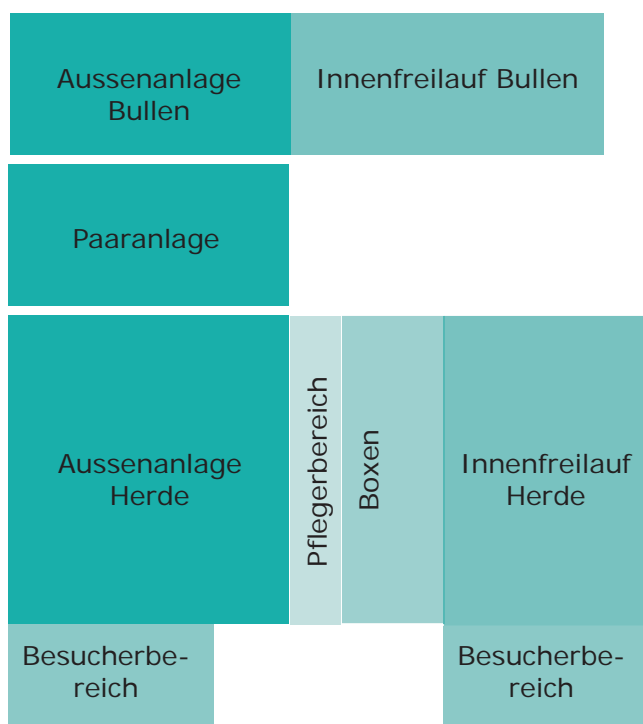 Aussenanlage
Bullen
Innenfreilauf Bullen
Paaranlage
Aussenanlage
Herde
Pflegerbereich
Boxen
Innenfreilauf
Herde
Besucherbe-
reich
Besucherbe-
reich